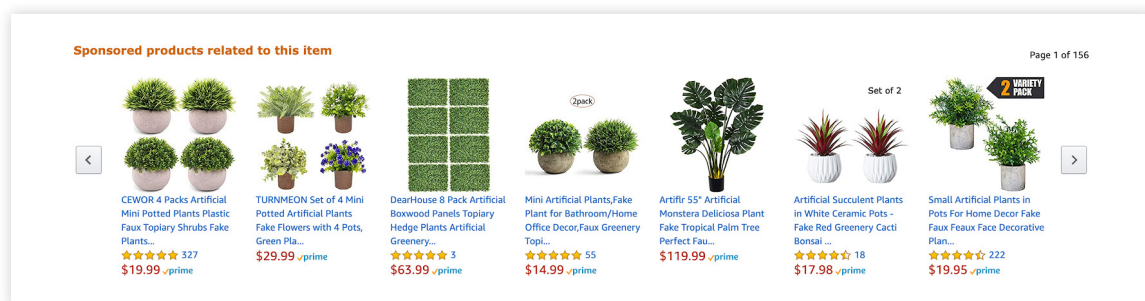 Sponsored products related to this item
Page 1 of 156
2pack
Set of 2
2 VARIETY
PACK
CEWOR 4 Packs Artificial
Mini Potted Plants Plastic
Faux Topiary Shrubs Fake
Plants...
327
$19.99 prime
TURNMEON Set of 4 Mini
Potted Artificial Plants
Fake Flowers with 4 Pots,
Green Pla...
$29.99 prime
DearHouse 8 Pack Artificial
Boxwood Panels Topiary
Hedge Plants Artificial
Greenery...
3
$63.99 prime
Mini Artificial Plants,Fake
Plant for Bathroom/Home
Office Decor,Faux Greenery
Topi...
55
$14.99 prime
Artiflr 55" Artificial
Monstera Deliciosa Plant
Fake Tropical Palm Tree
Perfect Fau...
$119.99 prime
Artificial Succulent Plants
in White Ceramic Pots -
Fake Red Greenery Cacti
Bonsai ...
18
$17.98 prime
Small Artificial Plants in
Pots For Home Decor Fake
Faux Feaux Face Decorative
Plan...
222
$19.95 prime